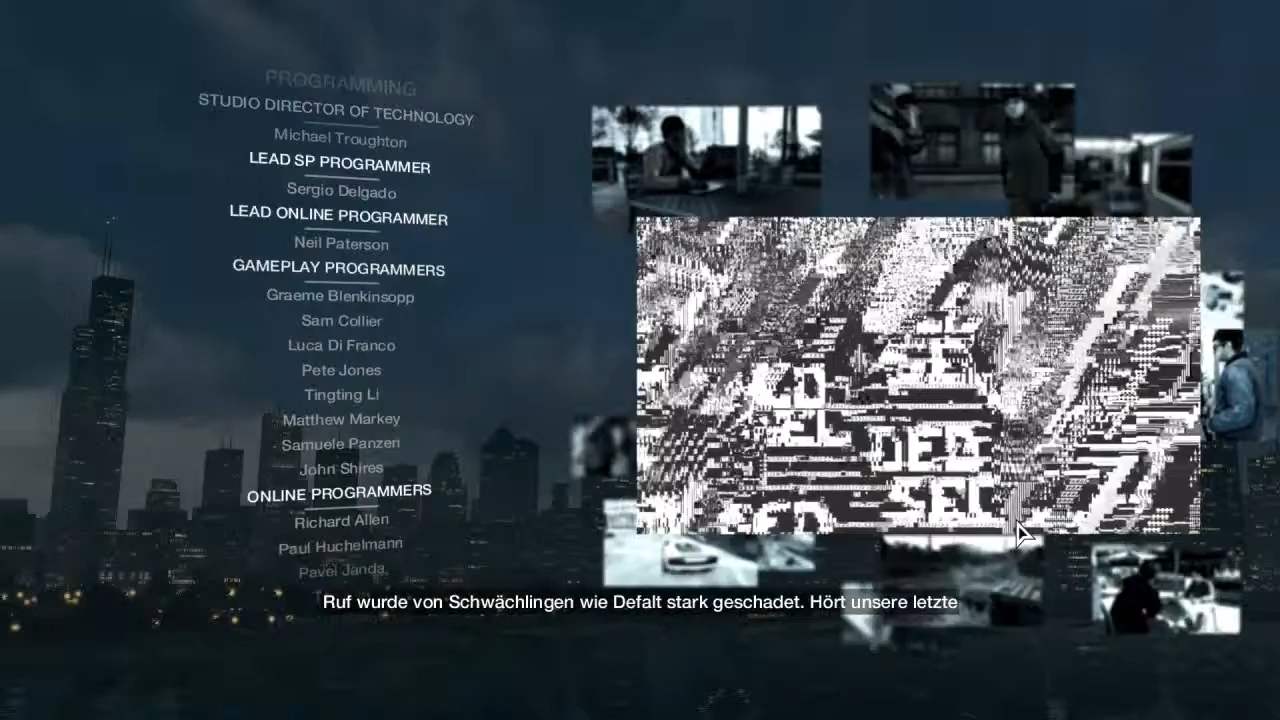 PROGRAMMING
STUDIO DIRECTOR OF TECHNOLOGY
Michael Troughton
LEAD SP PROGRAMMER
Sergio Delgado
LEAD ONLINE PROGRAMMER
Neil Paterson
GAMEPLAY PROGRAMMERS
Graeme Blenkinsopp
Sam Collier
Luca Di Franco
Pete Jones
Tingting Li
Matthew Markey
Samuele Panzeri
John Shires
ONLINE PROGRAMMERS
Richard Allen
Paul Huchelmann
Pavel Janda
DED
SEC
Ruf wurde von Schwächlingen wie Defalt stark geschadet. Hört unsere letzte